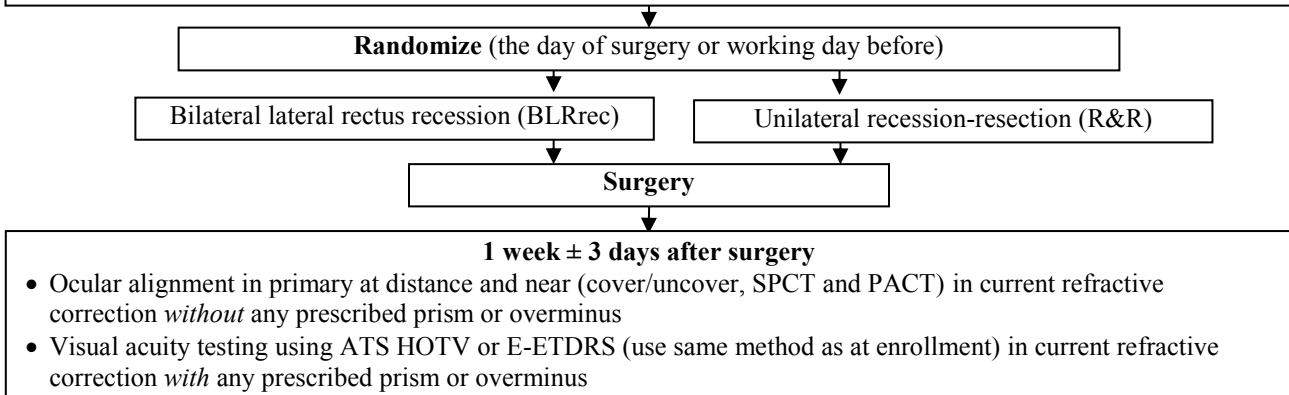 Randomize (the day of surgery or working day before)
Bilateral lateral rectus recession (BLRrec)
Unilateral recession-resection (R&R)
Surgery
1 week ± 3 days after surgery
• Ocular alignment in primary at distance and near (cover/uncover, SPCT and PACT) in current refractive
correction without any prescribed prism or overminus
• Visual acuity testing using ATS HOTV or E-ETDRS (use same method as at enrollment) in current refractive
correction with any prescribed prism or overminus